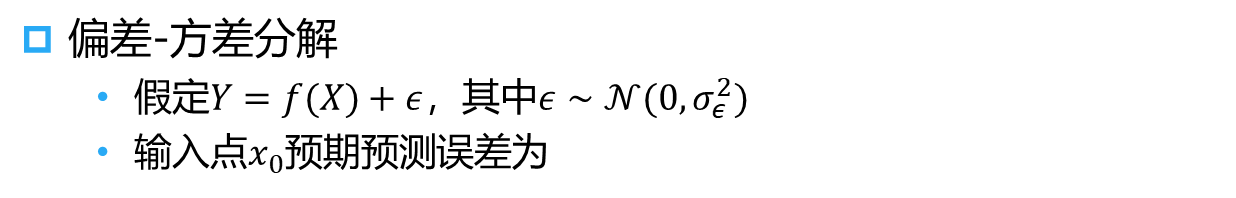 偏差-方差分解
• 假定Y = f(X) + ϵ，其中ϵ ~ 𝒩(0, σ_ϵ^2)
• 输入点x₀预期预测误差为